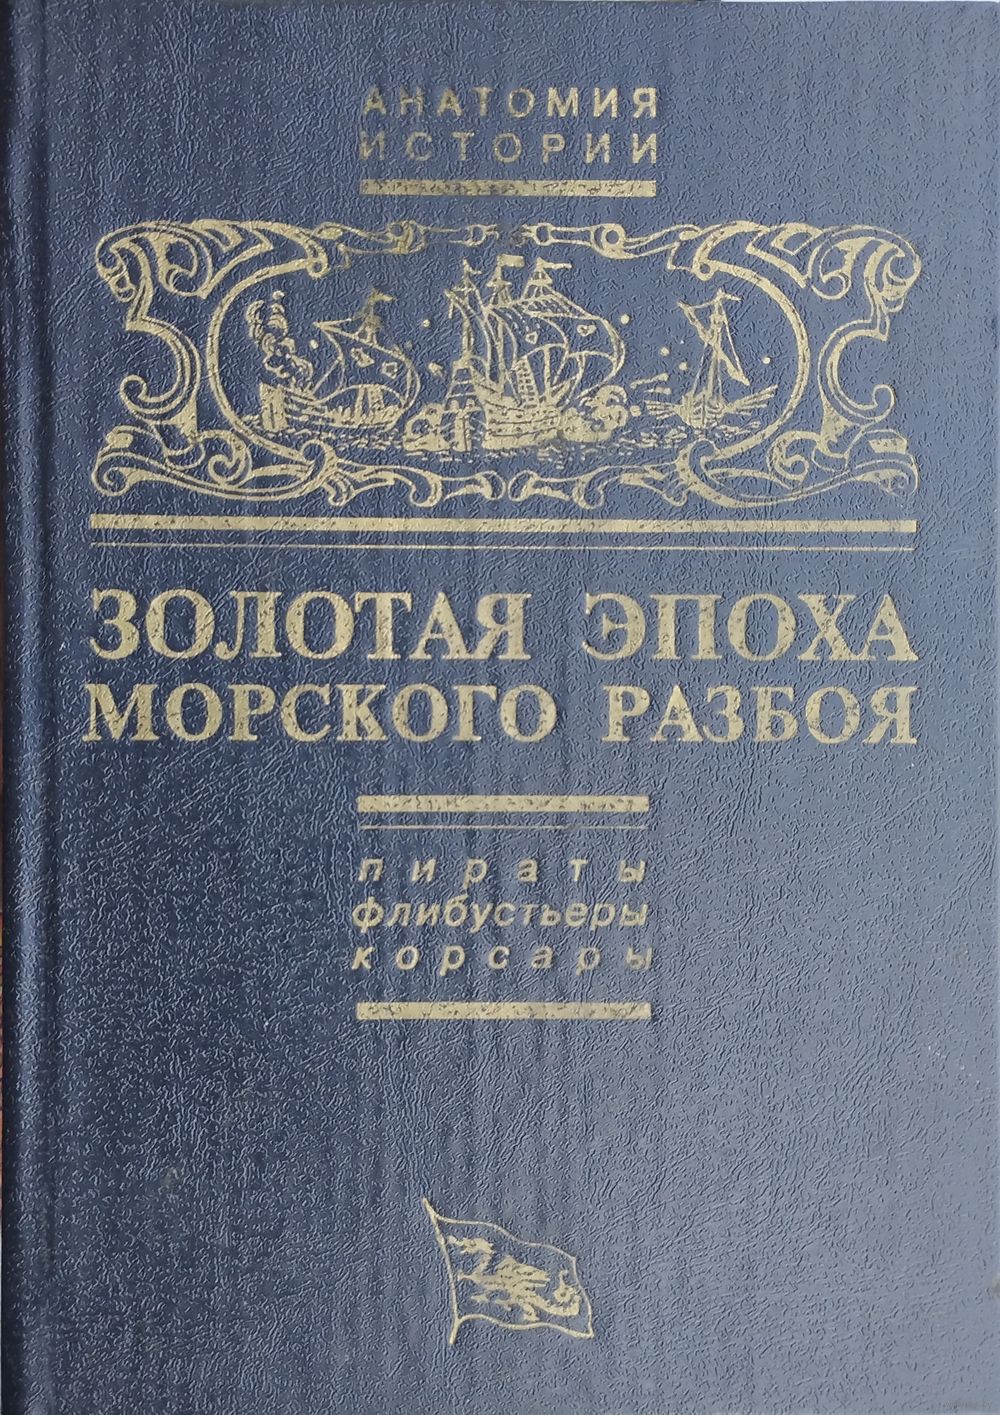 АНАТОМИЯ
ИСТОРИИ
ЗОЛОТАЯ ЭПОХА
МОРСКОГО РАЗБОЯ
пираты
флибустьеры
корсары